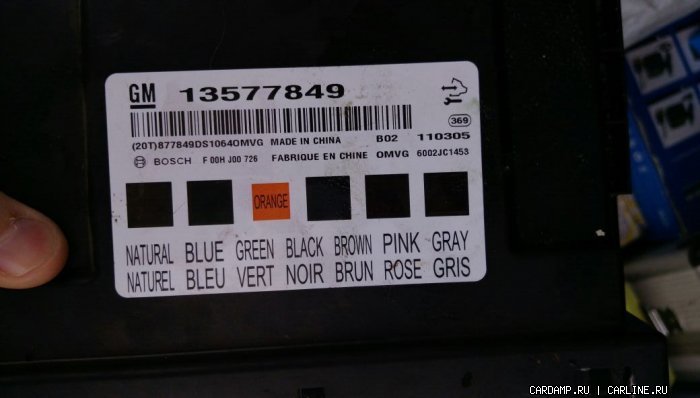 GM 13577849
369
(20T)877849DS1064OMVG MADE IN CHINA B02 110305
BOSCH F 00H J00 726 FABRIQUE EN CHINE OMVG 6002JC1453
ORANGE
NATURAL BLUE GREEN BLACK BROWN PINK GRAY
NATUREL BLEU VERT NOIR BRUN ROSE GRIS
CARDAMP.RU | CARLINE.RU